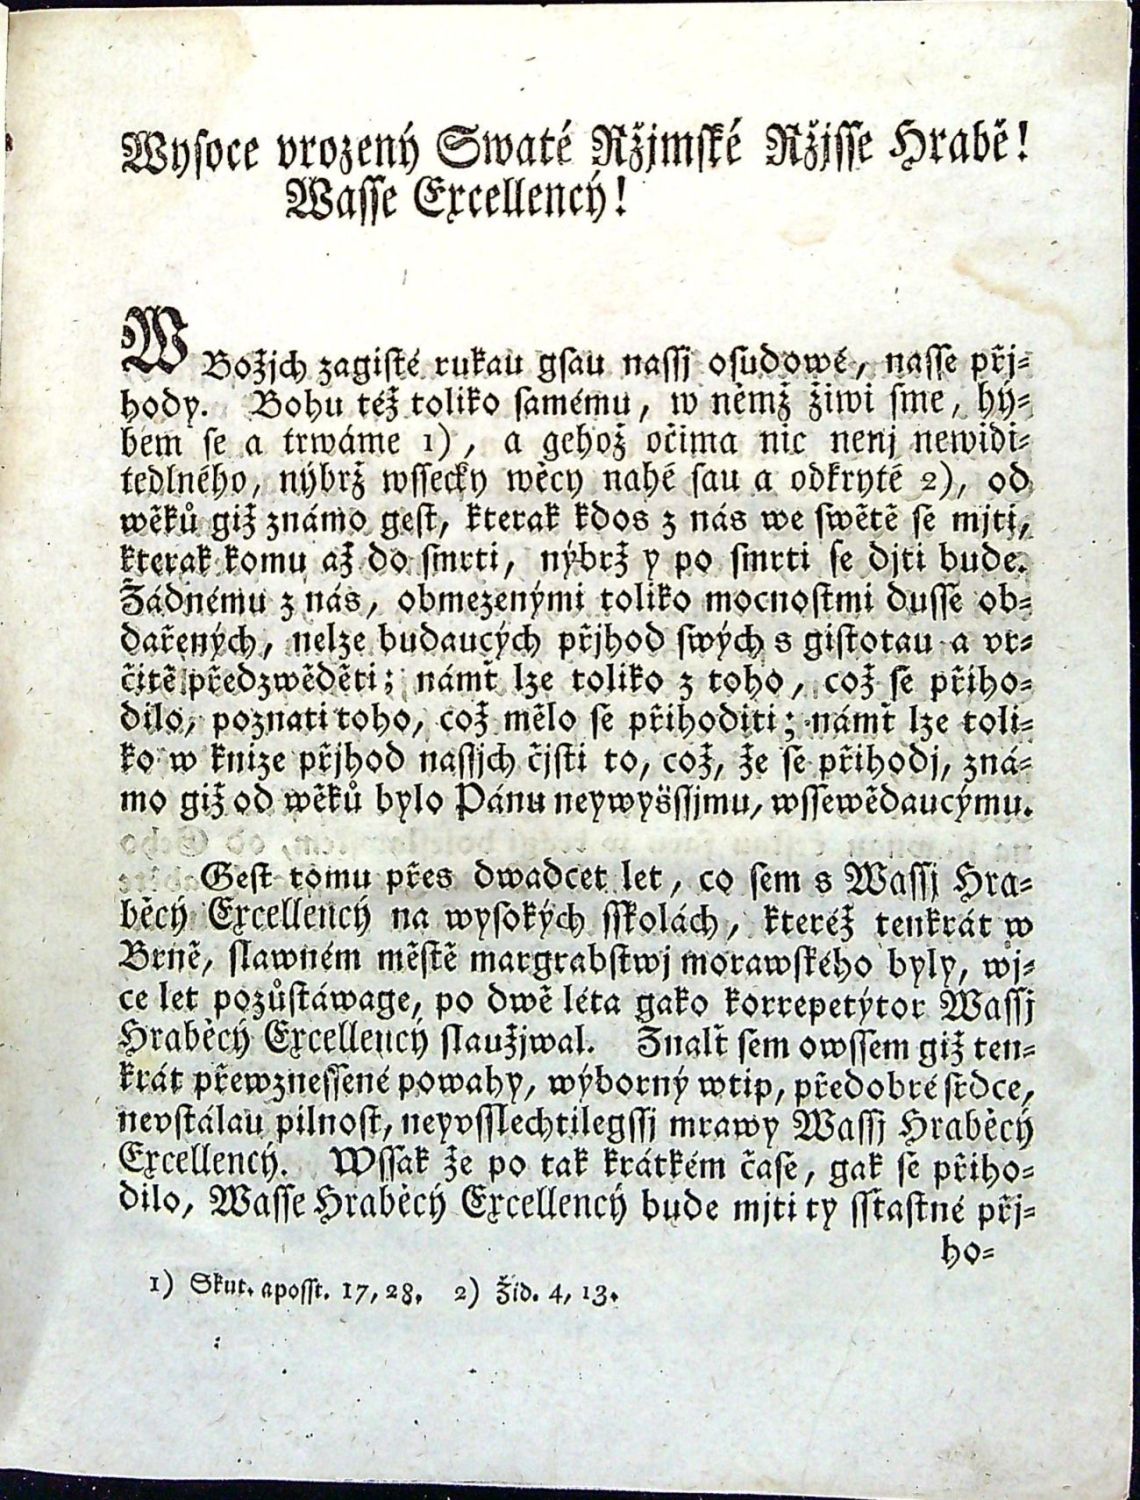 Wysoce vrozený Swaté Ržjmské Ržjsse Hrabě!
Wasse Excellencý!
W Božjch zagisté rukau gsau nassj osudowé, nasse přj-
hody. Bohu též toliko samému, w němž žiwi sme, hý-
bem se a trwáme 1), a gehož očima nic nenj newidi-
tedlného, nýbrž wssecky wěcy nahé sau a odkryté 2), od
wěků giž známo gest, kterak kdos z nás we swětě se mjti,
kterak komu až do smrti, nýbrž y po smrti se djti bude.
Žádnému z nás, obmezenými toliko mocnostmi dusse ob-
dařených, nelze budaucých přjhod swých s gistotau a vr-
čitě předzwěděti; námť lze toliko z toho, což se přiho-
dilo, poznati toho, což mělo se přihoditi; námť lze toli-
ko w knize přjhod nassjch čjsti to, což, že se přihodj, zná-
mo giž od wěků bylo Pánu neywyšssjmu, wssewědaucýmu.
Gest tomu přes dwadcet let, co sem s Wassj Hra-
běcý Excellencý na wysokých sskolách, kteréž tenkrát w
Brně, slawném městě margrabstwj morawského byly, wj-
ce let pozůstáwage, po dwě léta gako korrepetýtor Wassj
Hraběcý Excellencý slaužjwal. Znalť sem owssem giž ten-
krát přewznessené powahy, wýborný wtip, předobré srdce,
nevstálau pilnost, neyvsslechtilegssj mrawy Wassj Hraběcý
Excellencý. Wssak že po tak krátkém čase, gak se přiho-
dilo, Wasse Hraběcý Excellencý bude mjti ty sstastné přj-
ho-
1) Skut. aposst. 17, 28. 2) Žid. 4, 13.